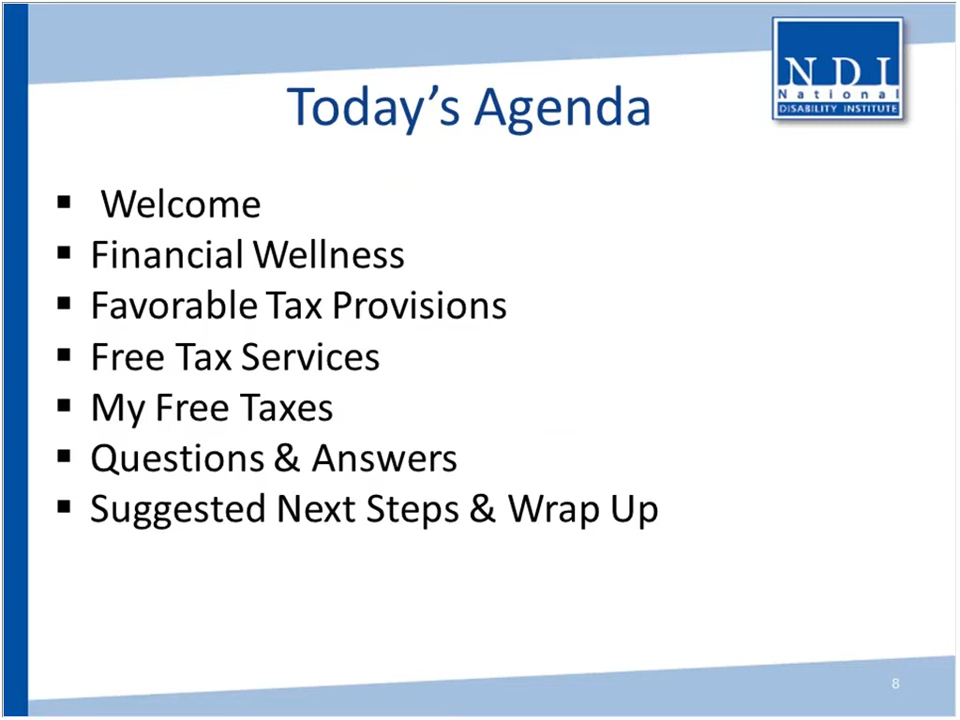 NDI
National
DISABILITY INSTITUTE
Today’s Agenda
▪ Welcome
▪ Financial Wellness
▪ Favorable Tax Provisions
▪ Free Tax Services
▪ My Free Taxes
▪ Questions & Answers
▪ Suggested Next Steps & Wrap Up
8